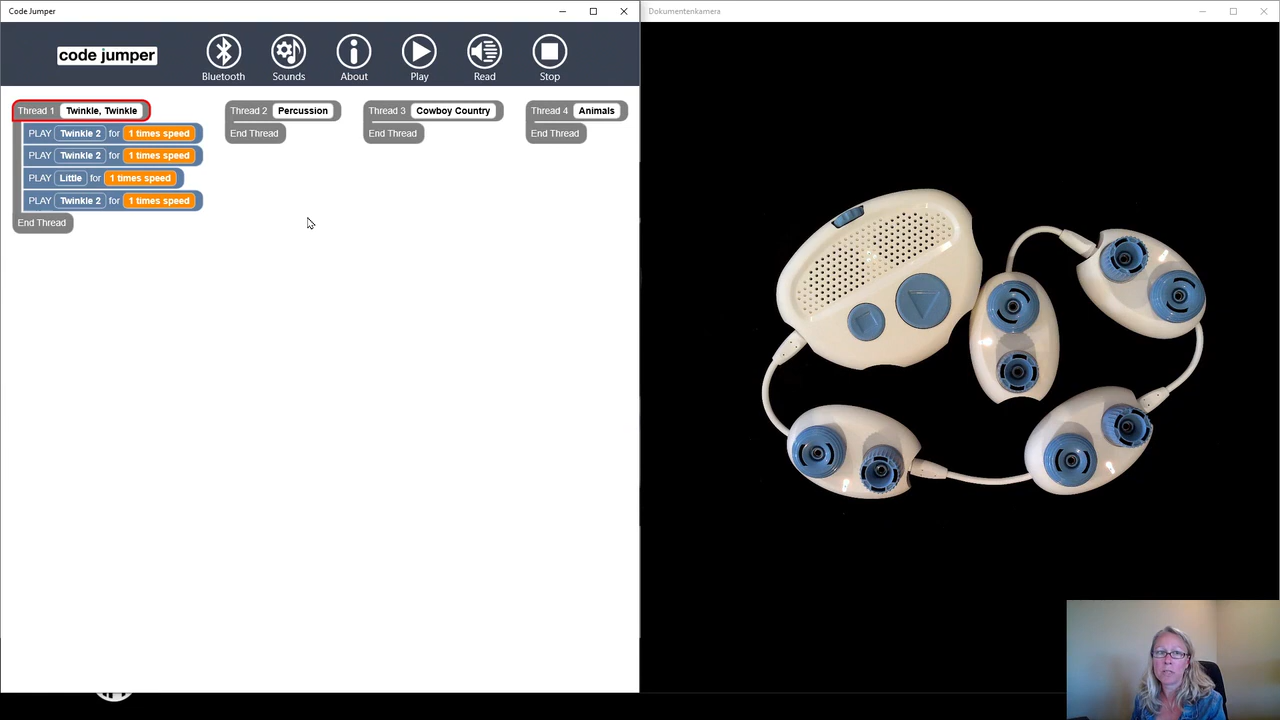 Code Jumper
Dokumentenkamera
code jumper
Bluetooth Sounds About Play Read Stop
Thread 1 Twinkle, Twinkle
PLAY Twinkle 2 for 1 times speed
PLAY Twinkle 2 for 1 times speed
PLAY Little for 1 times speed
PLAY Twinkle 2 for 1 times speed
End Thread
Thread 2 Percussion
End Thread
Thread 3 Cowboy Country
End Thread
Thread 4 Animals
End Thread